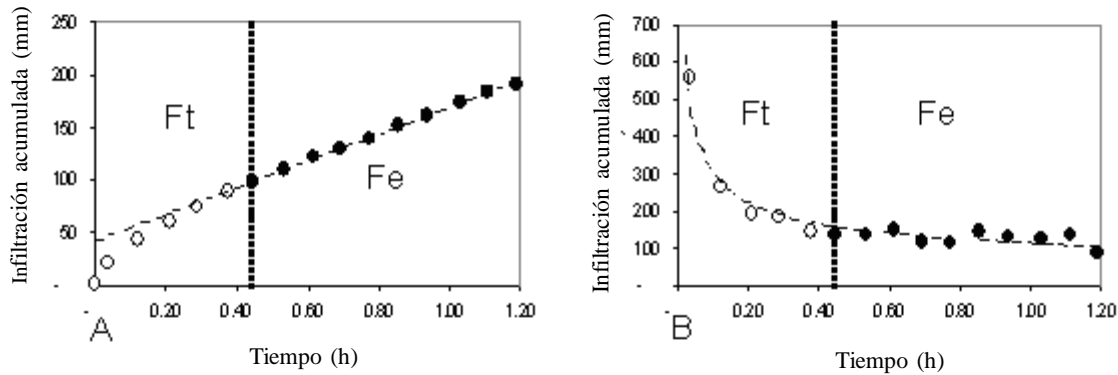 Infiltración acumulada (mm)
250
200
150
100
50
-
Ft
Fe
- 0.20 0.40 0.60 0.80 1.00 1.20
A
Tiempo (h)
Infiltración acumulada (mm)
700
600
500
400
300
200
100
-
Ft
Fe
- 0.20 0.40 0.60 0.80 1.00 1.20
B
Tiempo (h)